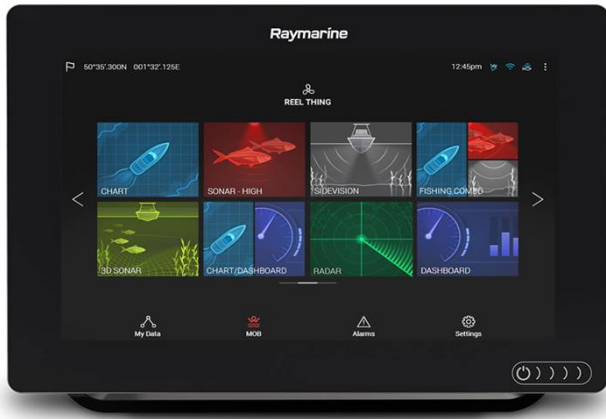 Raymarine
50°35'.300N 001°32'.125E
12:45pm
REEL THING
CHART
SONAR - HIGH
SIDEVISION
FISHING COMBO
3D SONAR
CHART/DASHBOARD
RADAR
DASHBOARD
My Data
MOB
Alarms
Settings